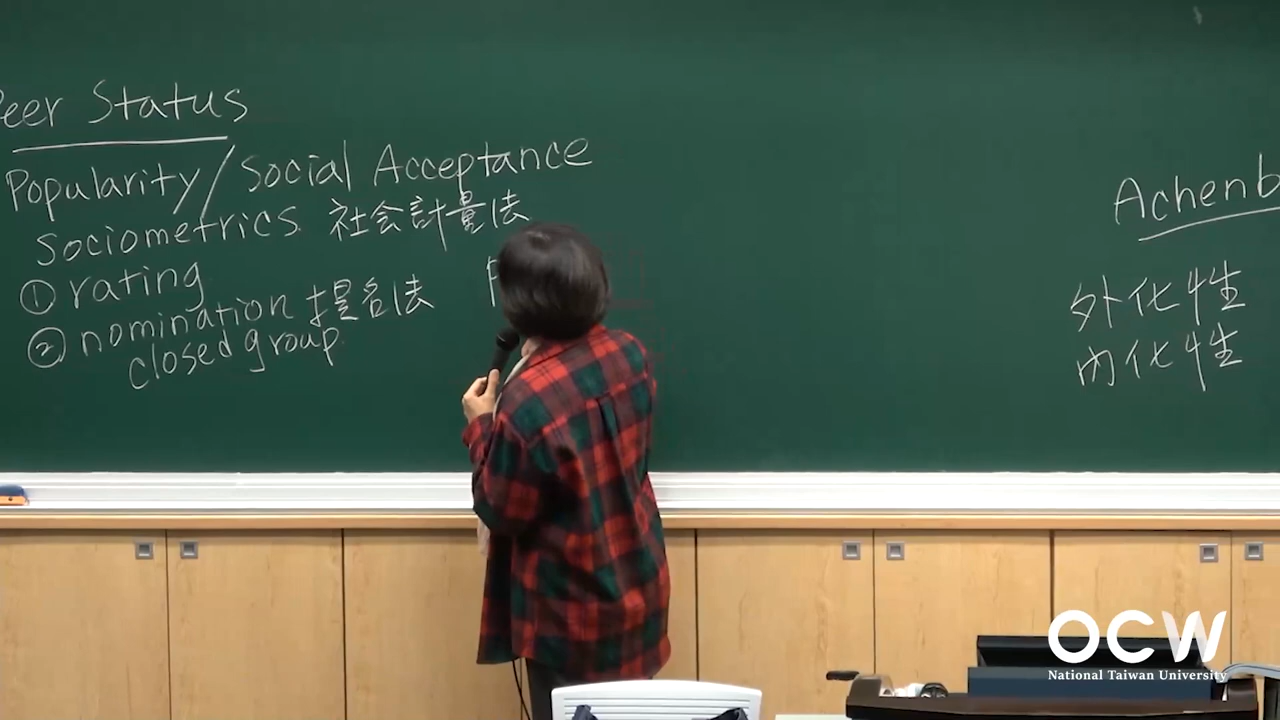 Peer Status
Popularity/Social Acceptance
Sociometrics 社会計量法
① rating
② nomination 提名法
closed group
Achenb
外化性
內化性
OCW
National Taiwan University